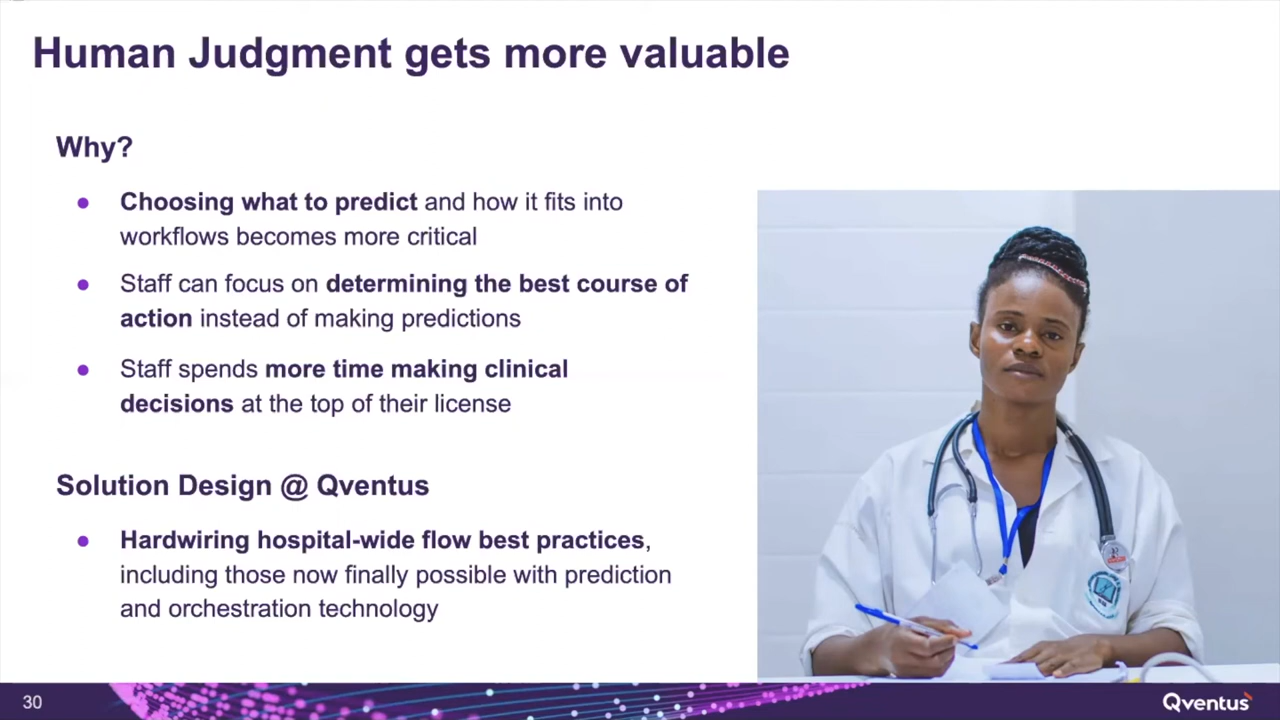 Human Judgment gets more valuable
Why?
● Choosing what to predict and how it fits into
workflows becomes more critical
● Staff can focus on determining the best course of
action instead of making predictions
● Staff spends more time making clinical
decisions at the top of their license
Solution Design @ Qventus
● Hardwiring hospital-wide flow best practices,
including those now finally possible with prediction
and orchestration technology
30
Qventus